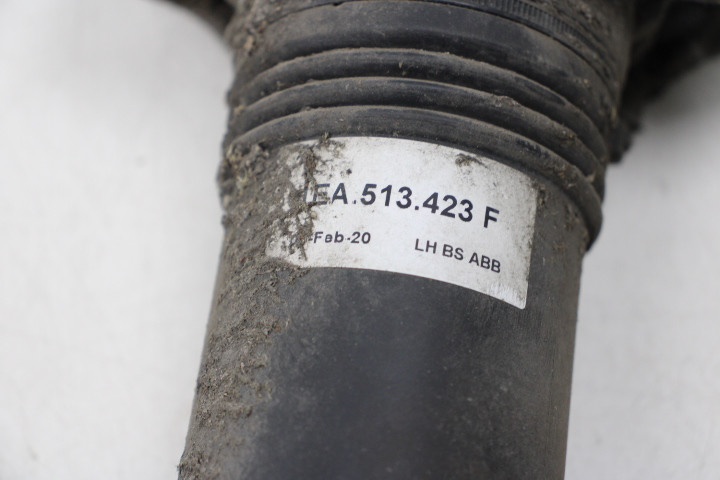 EA.513.423 F
Feb-20 LH BS ABB